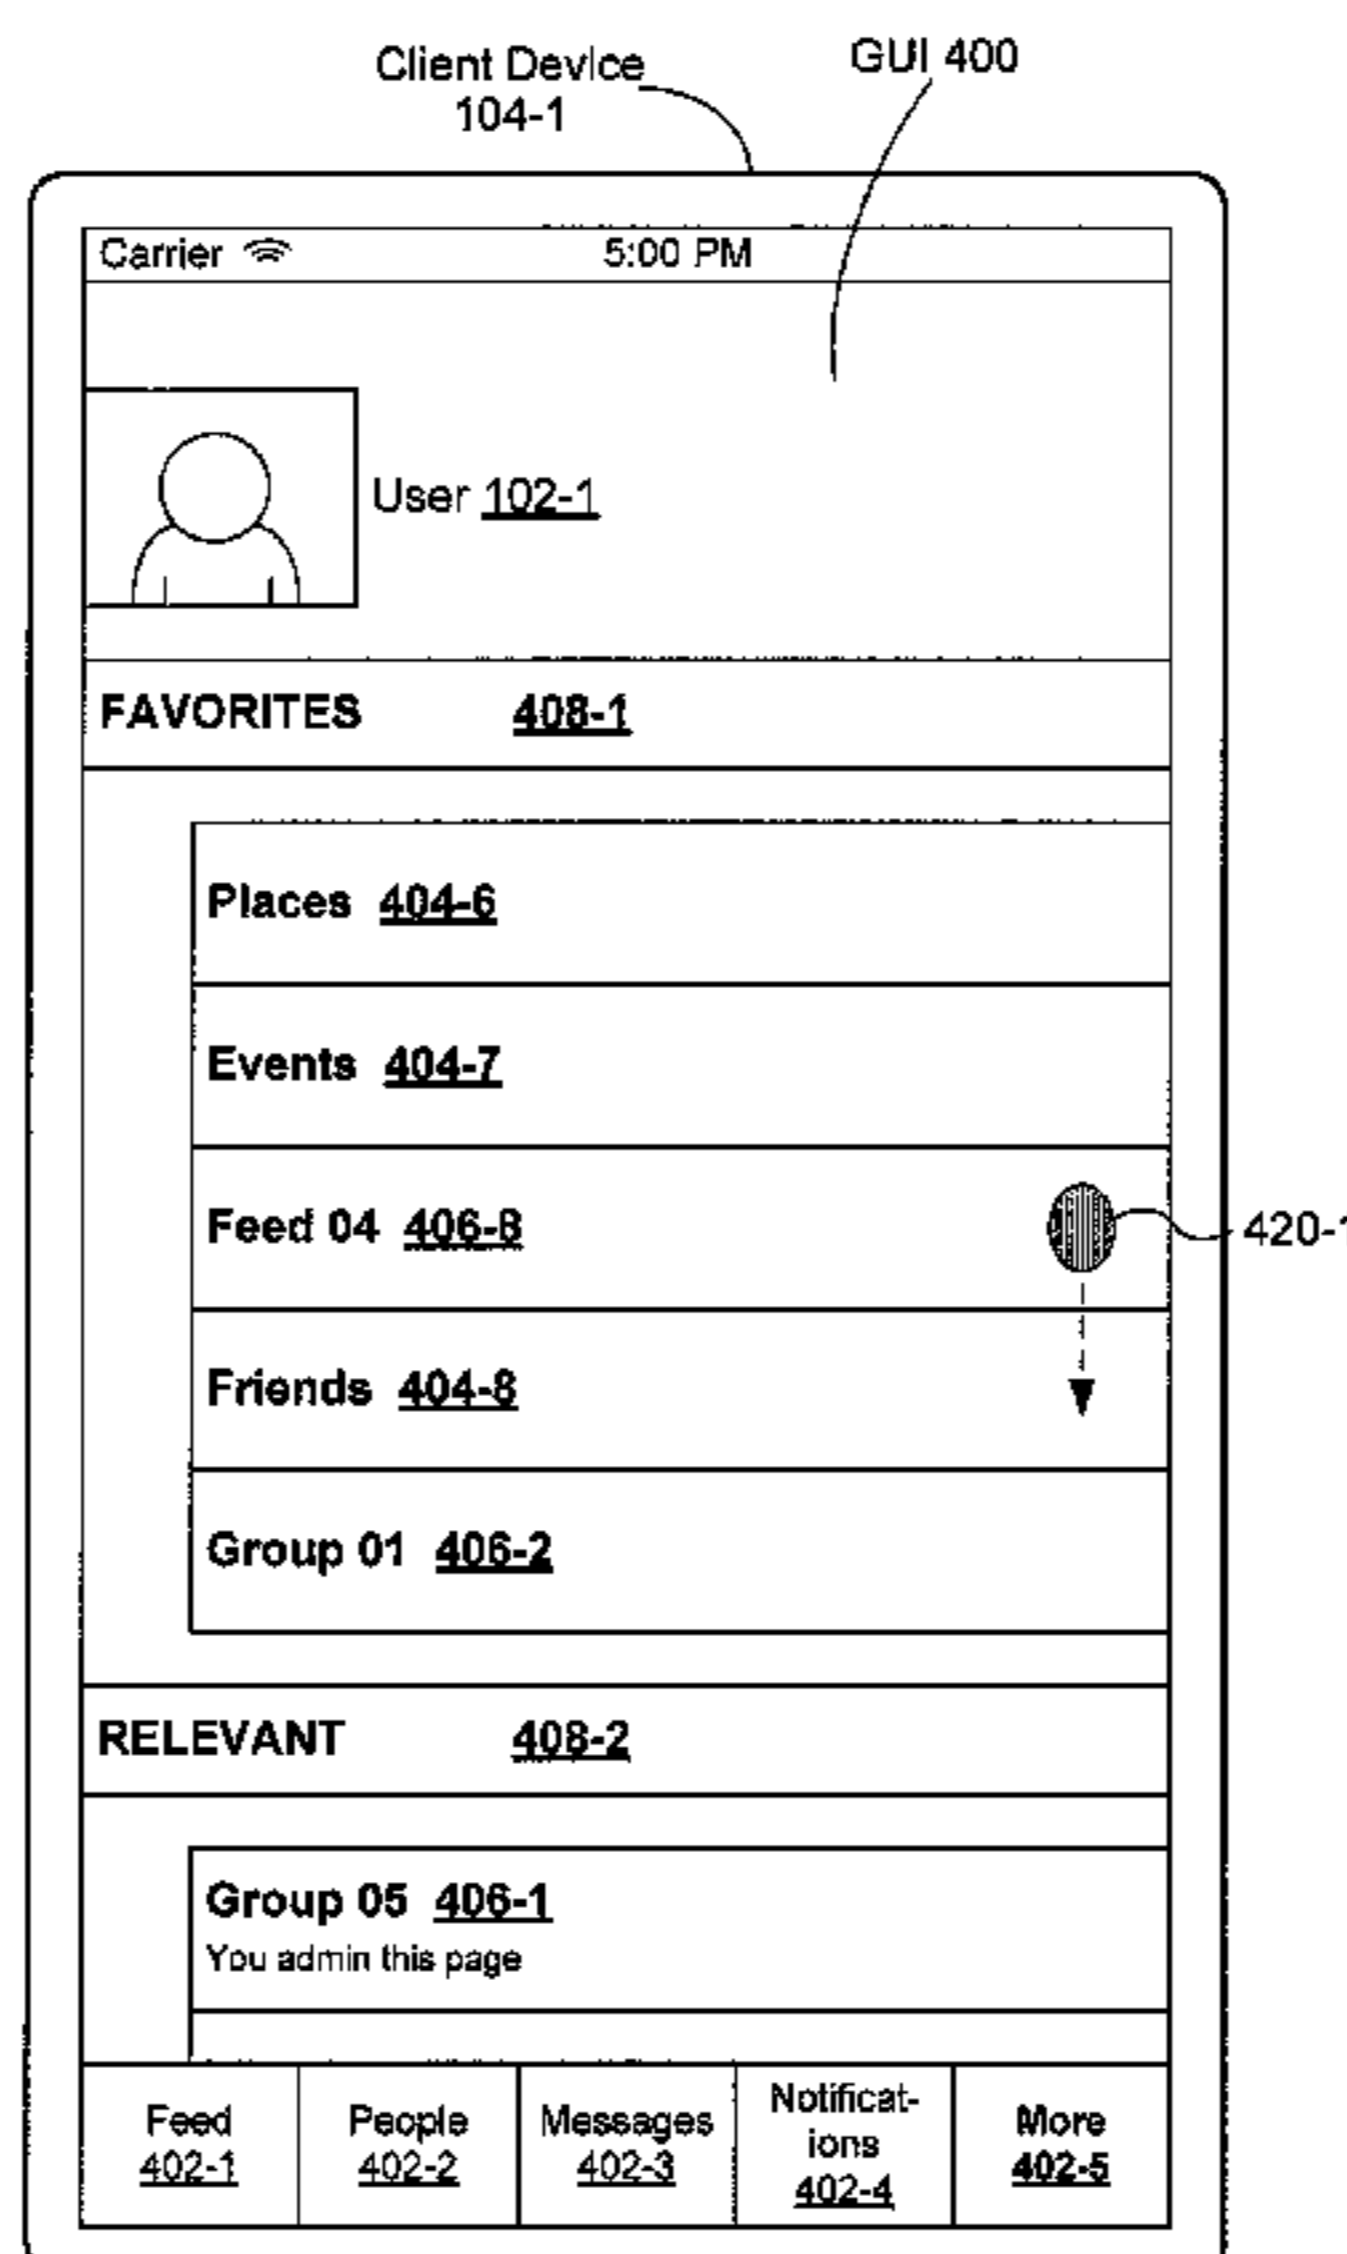 Client Device
104-1
GUI 400
Carrier 5:00 PM
User 102-1
FAVORITES 408-1
Places 404-6
Events 404-7
Feed 04 406-8
420-1
Friends 404-8
Group 01 406-2
RELEVANT 408-2
Group 05 406-1
You admin this page
Feed
402-1
People
402-2
Messages
402-3
Notificat-
ions
402-4
More
402-5